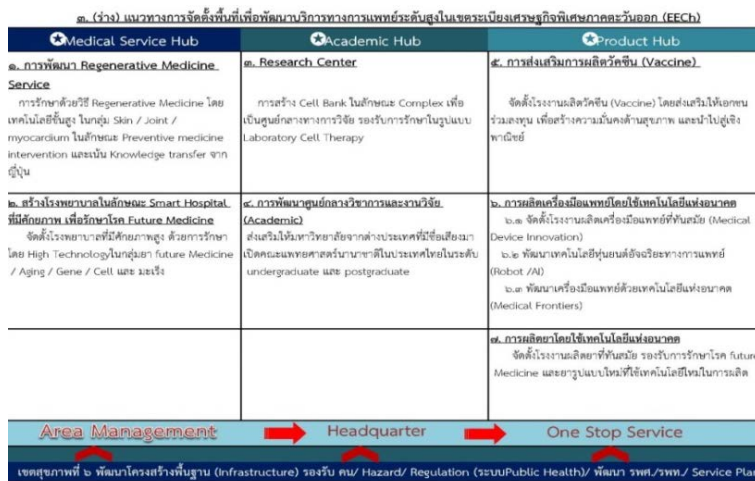 ๓. (ร่าง) แนวทางการจัดตั้งพื้นที่เพื่อพัฒนาบริการทางการแพทย์ระดับสูงในเขตระเบียงเศรษฐกิจพิเศษภาคตะวันออก (EECh)
Medical Service Hub
๑. การพัฒนา Regenerative Medicine
Service
การรักษาด้วยวิธี Regenerative Medicine โดย
เทคโนโลยีชั้นสูง ในกลุ่ม Skin / Joint /
myocardium ในลักษณะ Preventive medicine
intervention และเน้น Knowledge transfer จาก
ญี่ปุ่น
๒. สร้างโรงพยาบาลในลักษณะ Smart Hospital
ที่มีศักยภาพ เพื่อรักษาโรค Future Medicine
จัดตั้งโรงพยาบาลที่มีศักยภาพสูง ด้วยการรักษา
โดย High Technologyในกลุ่มยา future Medicine
/ Aging / Gene / Cell และ มะเร็ง
Academic Hub
๓. Research Center
การสร้าง Cell Bank ในลักษณะ Complex เพื่อ
เป็นศูนย์กลางทางการวิจัย รองรับการรักษาในรูปแบบ
Laboratory Cell Therapy
๔. การพัฒนาศูนย์กลางวิชาการและงานวิจัย
(Academic)
ส่งเสริมให้มหาวิทยาลัยจากต่างประเทศที่มีชื่อเสียงมา
เปิดคณะแพทยศาสตร์นานาชาติในประเทศไทยในระดับ
undergraduate และ postgraduate
Product Hub
๕. การส่งเสริมการผลิตวัคซีน (Vaccine)
จัดตั้งโรงงานผลิตวัคซีน (Vaccine) โดยส่งเสริมให้เอกชน
ร่วมลงทุน เพื่อสร้างความมั่นคงด้านสุขภาพ และนำไปสู่เชิง
พาณิชย์
๖. การผลิตเครื่องมือแพทย์โดยใช้เทคโนโลยีแห่งอนาคต
๖.๑ จัดตั้งโรงงานผลิตเครื่องมือแพทย์ที่ทันสมัย (Medical
Device Innovation)
๖.๒ พัฒนาเทคโนโลยีหุ่นยนต์อัจฉริยะทางการแพทย์
(Robot /AI)
๖.๓ พัฒนาเครื่องมือแพทย์ด้วยเทคโนโลยีแห่งอนาคต
(Medical Frontiers)
๗. การผลิตยาโดยใช้เทคโนโลยีแห่งอนาคต
จัดตั้งโรงงานผลิตยาที่ทันสมัย รองรับการรักษาโรค future
Medicine และยารูปแบบใหม่ที่ใช้เทคโนโลยีใหม่ในการผลิต
Area Management
Headquarter
One Stop Service
เขตสุขภาพที่ ๖ พัฒนาโครงสร้างพื้นฐาน (Infrastructure) รองรับ คน/ Hazard/ Regulation (ระบบPublic Health)/ พัฒนา รพศ./รพท./ Service Plan